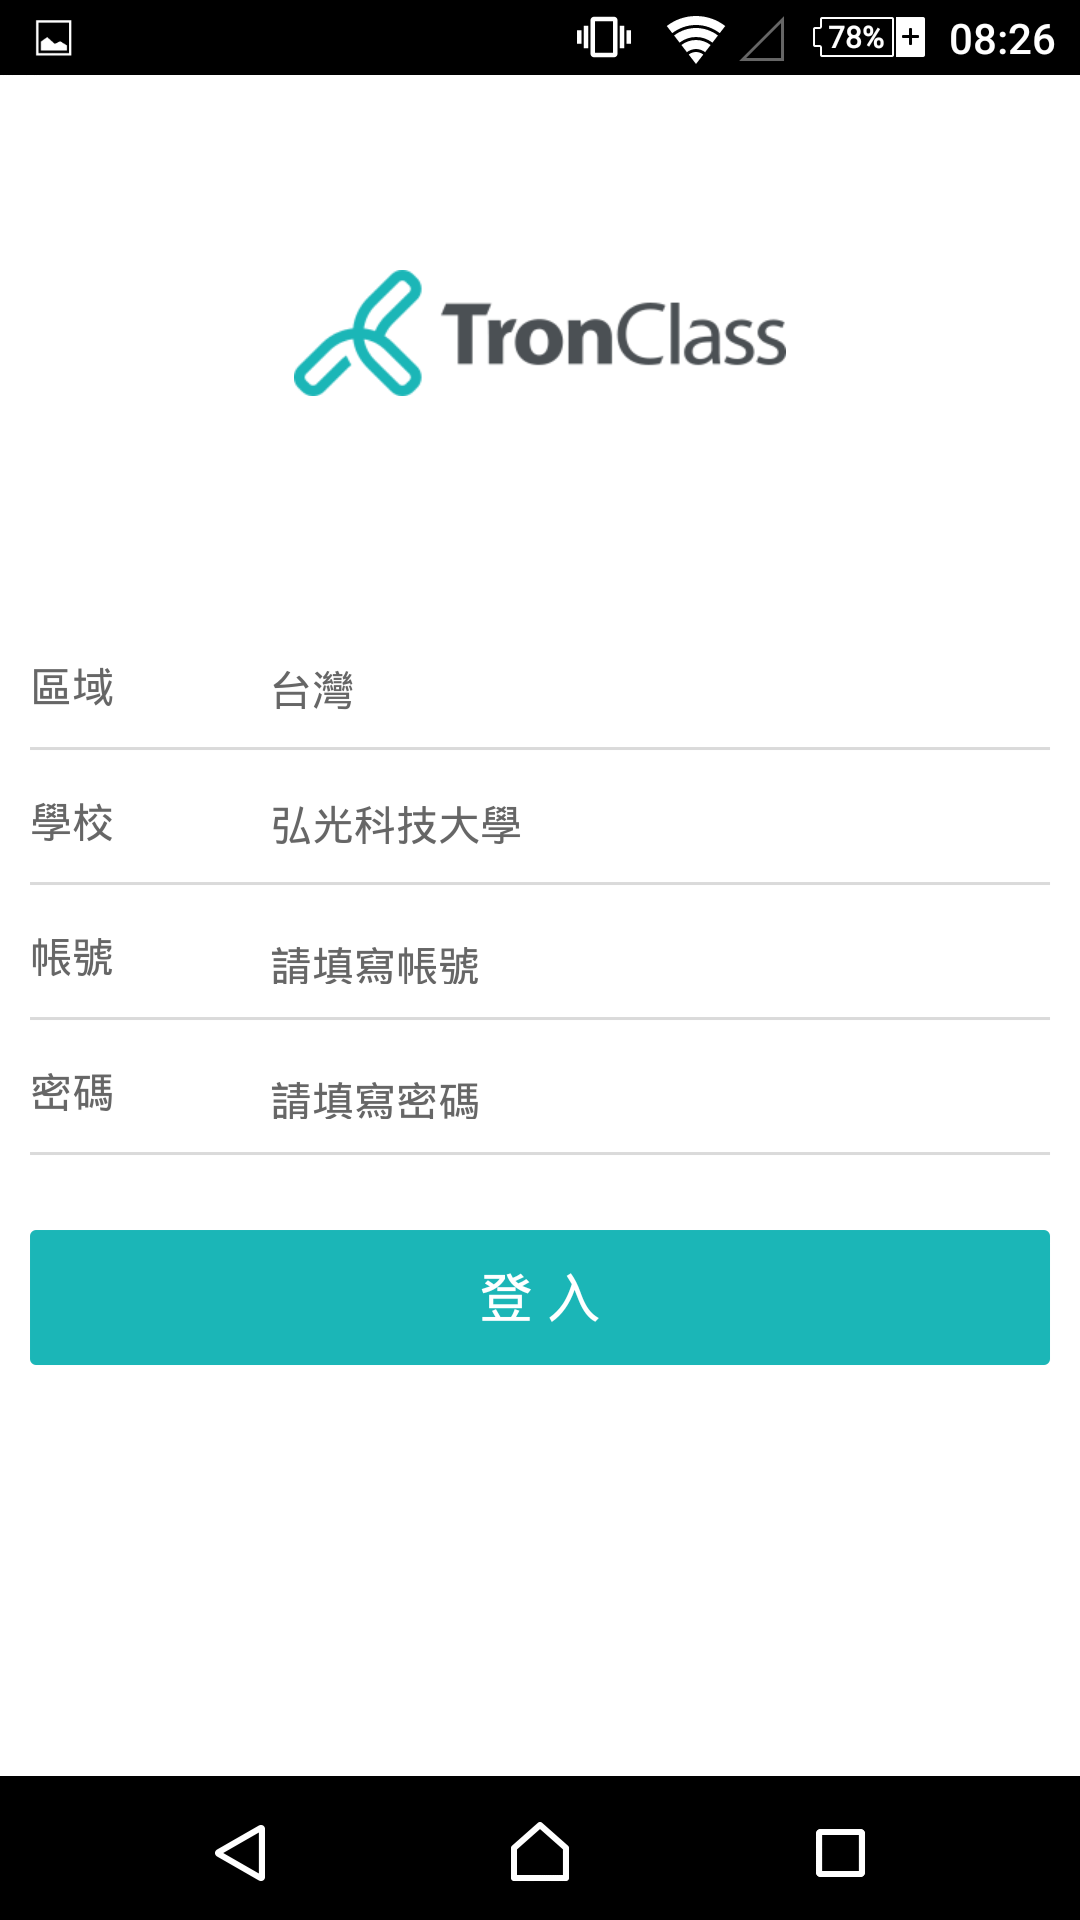 78% 08:26
TronClass
區域 台灣
學校 弘光科技大學
帳號 請填寫帳號
密碼 請填寫密碼
登入